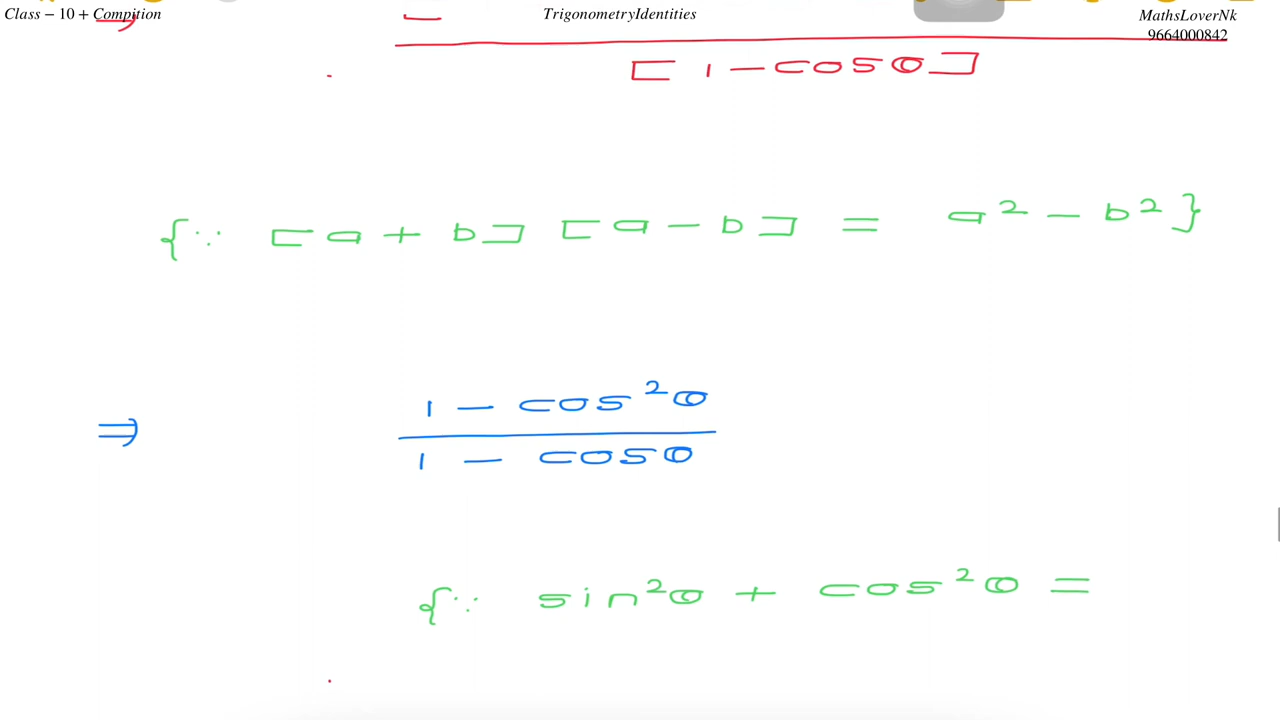 Class – 10 + Compition
TrigonometryIdentities
MathsLoverNk
9664000842
[ 1 – cosθ ]
{∵ [a + b] [a – b] = a² – b²}
⇒ 1 – cos²θ
1 – cosθ
{∵ sin²θ + cos²θ =